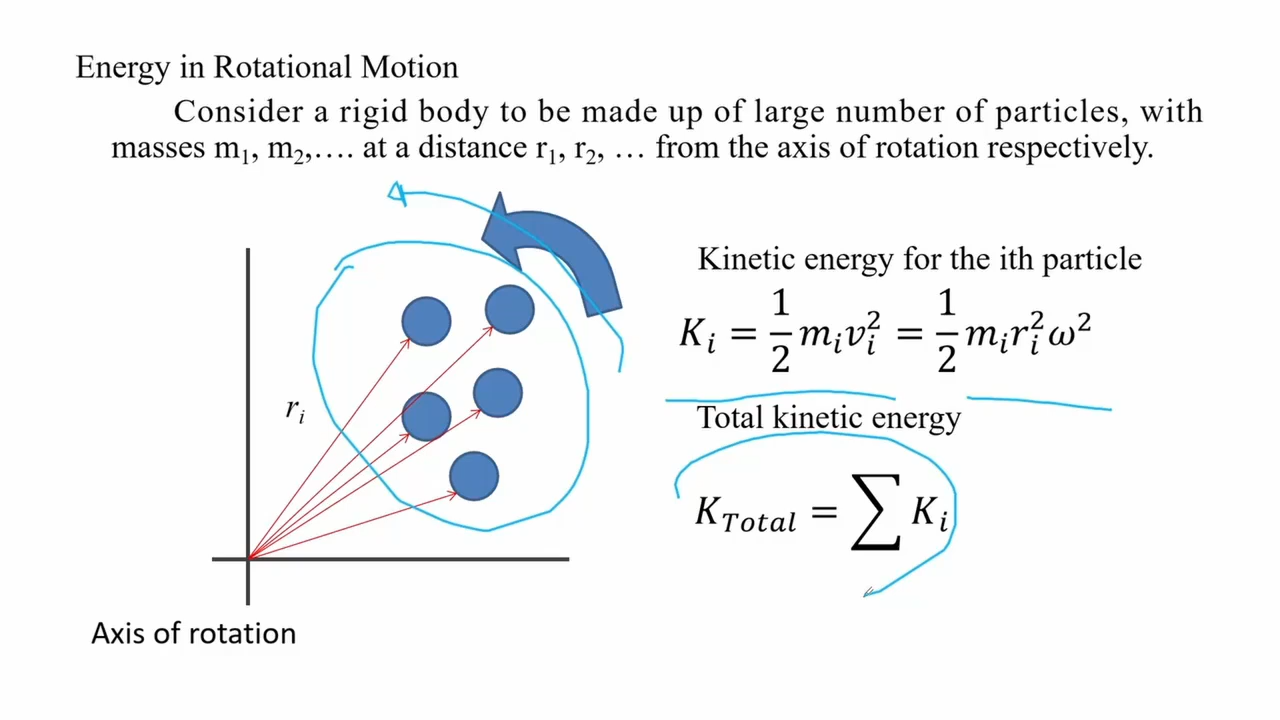 Energy in Rotational Motion
Consider a rigid body to be made up of large number of particles, with
masses m₁, m₂,…. at a distance r₁, r₂, … from the axis of rotation respectively.
Kinetic energy for the ith particle
Kᵢ = 1/2 mᵢvᵢ² = 1/2 mᵢrᵢ²ω²
rᵢ
Total kinetic energy
K_Total = ∑ Kᵢ
Axis of rotation